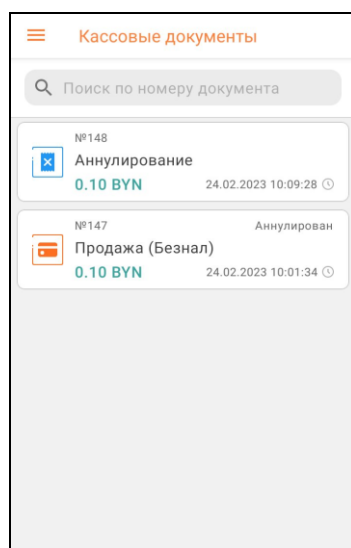 Кассовые документы
Поиск по номеру документа
№148
Аннулирование
0.10 BYN 24.02.2023 10:09:28
№147 Аннулирован
Продажа (Безнал)
0.10 BYN 24.02.2023 10:01:34